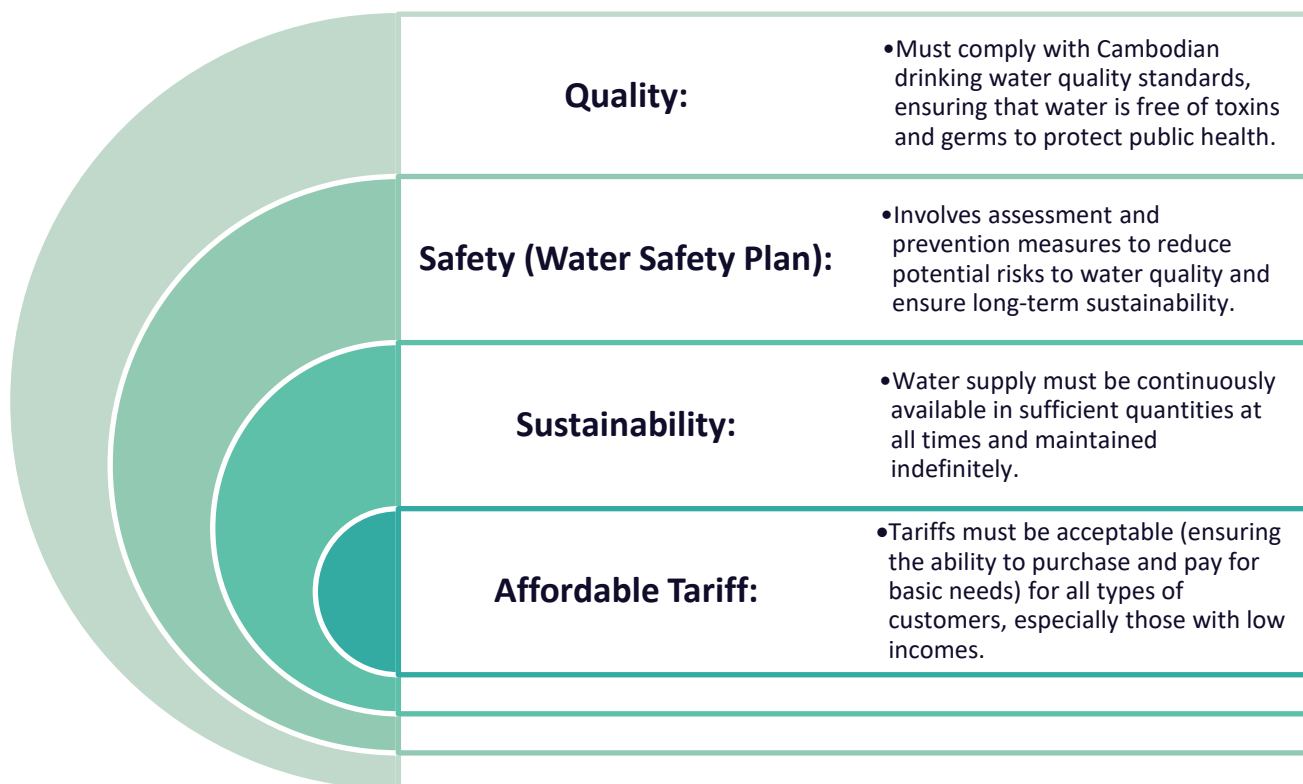 Quality:
•Must comply with Cambodian
drinking water quality standards,
ensuring that water is free of toxins
and germs to protect public health.
Safety (Water Safety Plan):
•Involves assessment and
prevention measures to reduce
potential risks to water quality and
ensure long-term sustainability.
Sustainability:
•Water supply must be continuously
available in sufficient quantities at
all times and maintained
indefinitely.
Affordable Tariff:
•Tariffs must be acceptable (ensuring
the ability to purchase and pay for
basic needs) for all types of
customers, especially those with low
incomes.